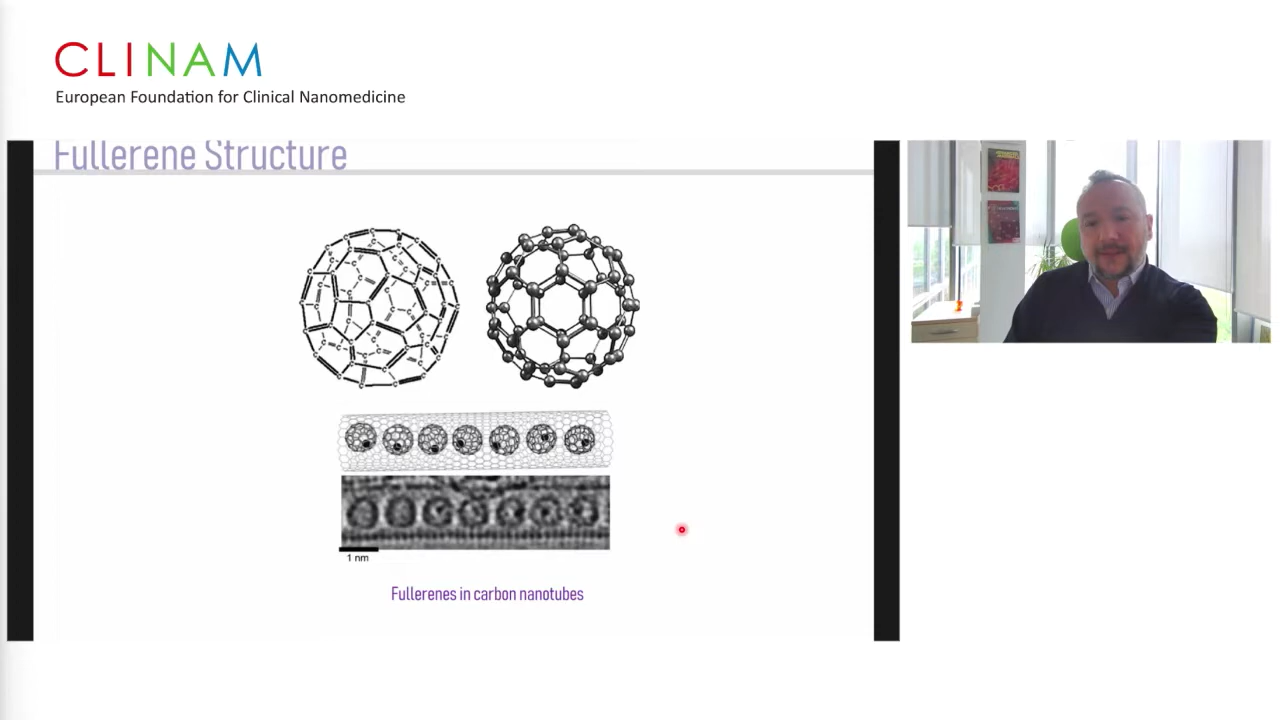 CLINAM
European Foundation for Clinical Nanomedicine
Fullerene Structure
1 nm
Fullerenes in carbon nanotubes